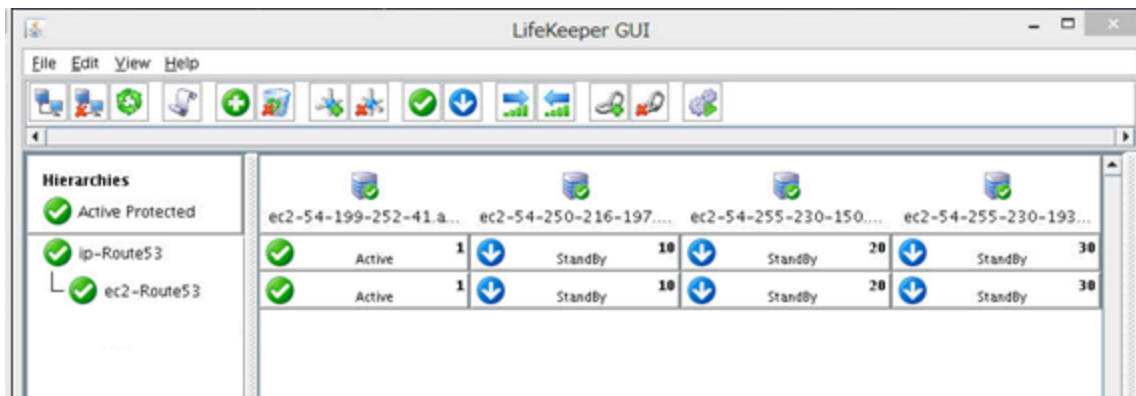 LifeKeeper GUI
File Edit View Help
Hierarchies
Active Protected
ec2-54-199-252-41.a... ec2-54-250-216-197.... ec2-54-255-230-150.... ec2-54-255-230-193...
ip-Route53 Active 1 StandBy 10 StandBy 20 StandBy 30
ec2-Route53 Active 1 StandBy 10 StandBy 20 StandBy 30